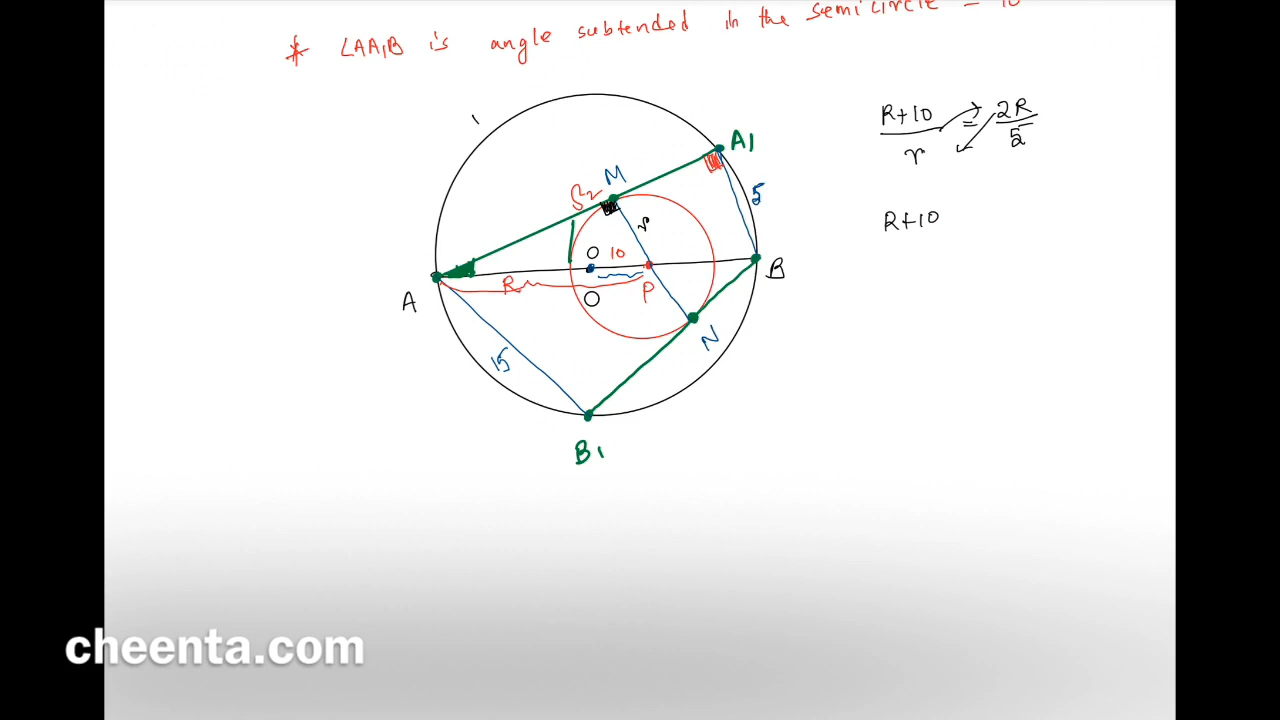 * ∠AA1B is angle subtended in the semicircle =
A1
M
5
r
O 10
R
P
O
B
A
N
15
B1
R+10 = 2R
r 5
R+10
cheenta.com